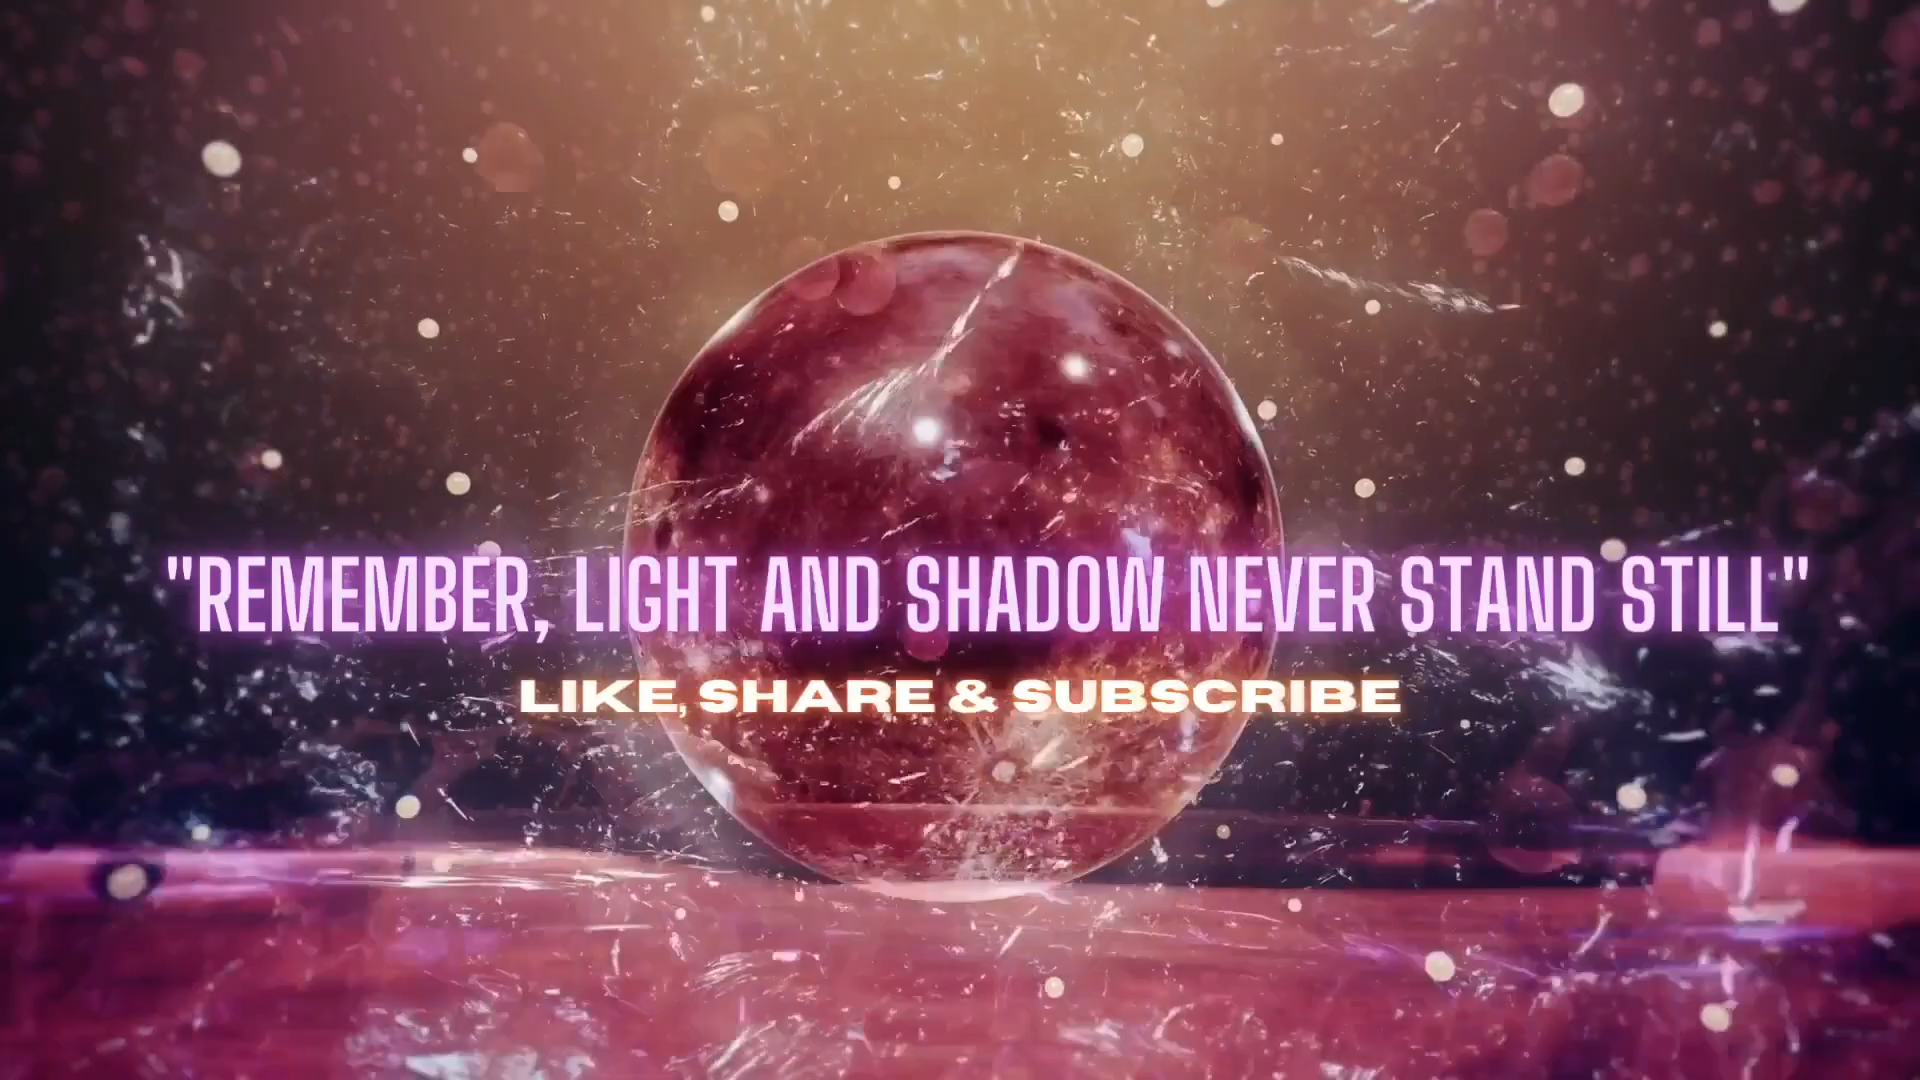 "REMEMBER, LIGHT AND SHADOW NEVER STAND STILL"
LIKE, SHARE & SUBSCRIBE